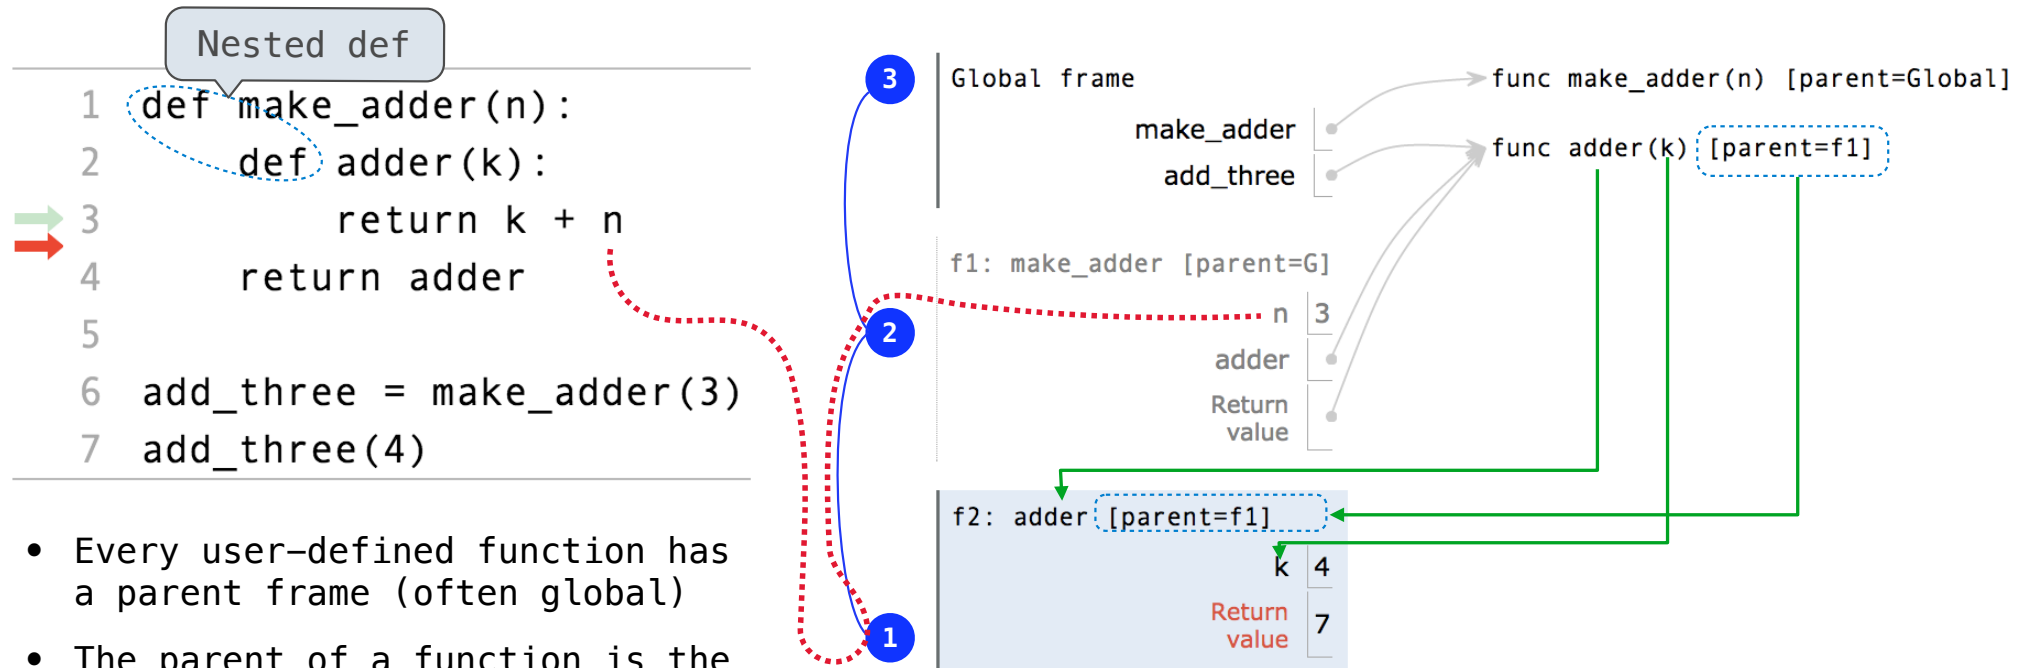 Nested def
1 def make_adder(n):
2     def adder(k):
3         return k + n
4     return adder
5
6 add_three = make_adder(3)
7 add_three(4)
• Every user-defined function has
a parent frame (often global)
• The parent of a function is the
3
2
1
Global frame
make_adder
add_three
func make_adder(n) [parent=Global]
func adder(k) [parent=f1]
f1: make_adder [parent=G]
n 3
adder
Return
value
f2: adder [parent=f1]
k 4
Return
value 7